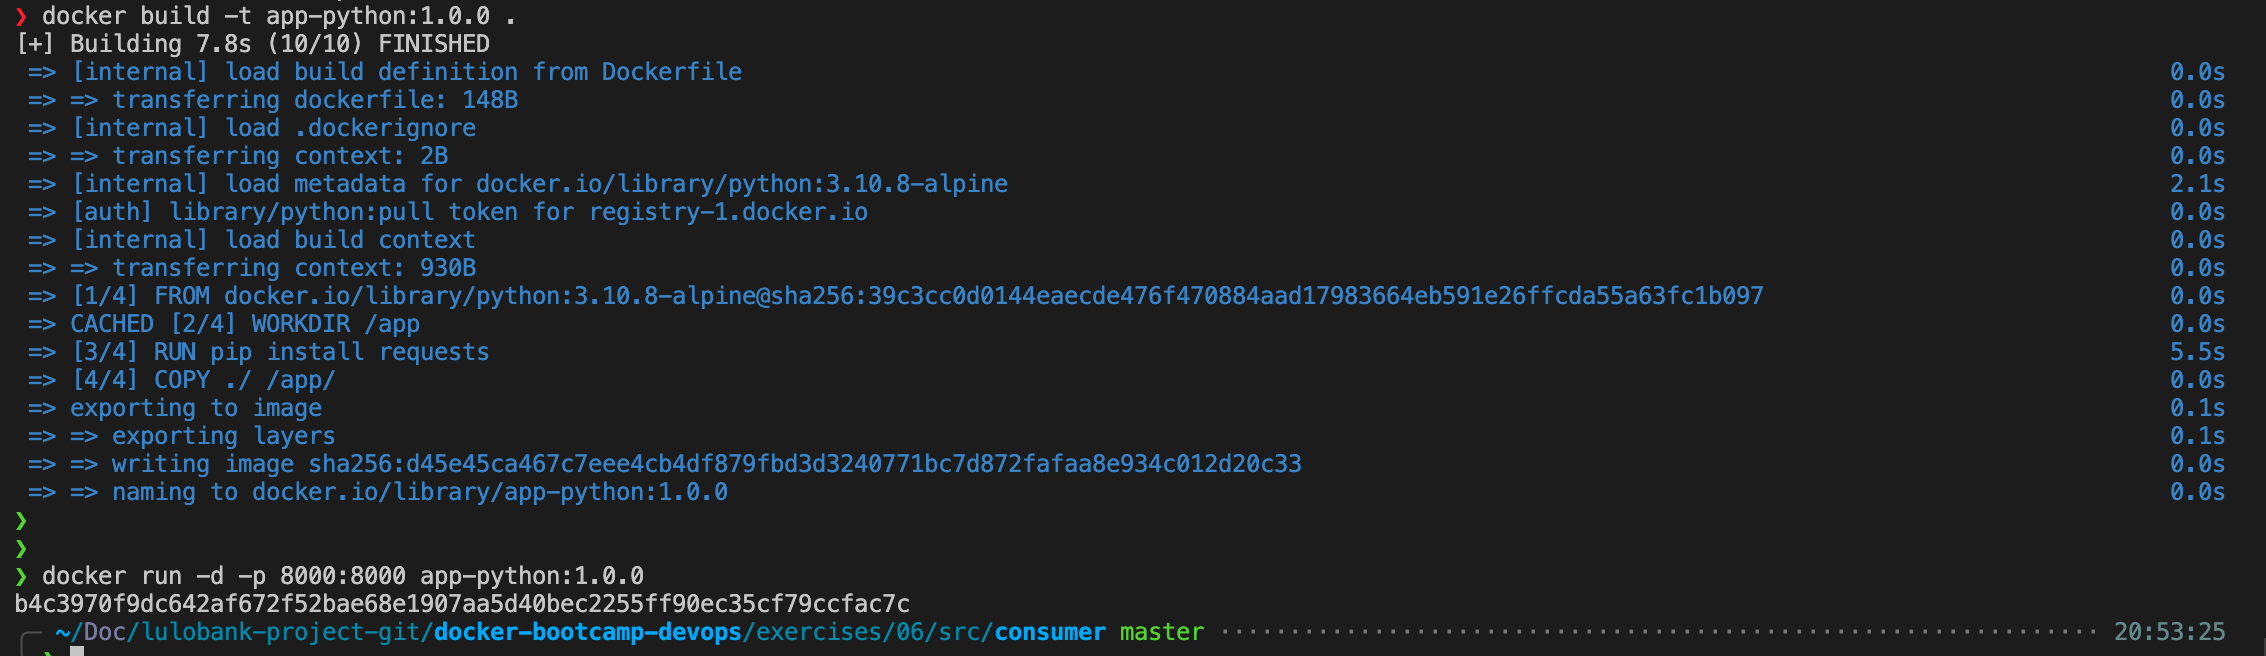 ❯ docker build -t app-python:1.0.0 .
[+] Building 7.8s (10/10) FINISHED
=> [internal] load build definition from Dockerfile 0.0s
=> => transferring dockerfile: 148B 0.0s
=> [internal] load .dockerignore 0.0s
=> => transferring context: 2B 0.0s
=> [internal] load metadata for docker.io/library/python:3.10.8-alpine 2.1s
=> [auth] library/python:pull token for registry-1.docker.io 0.0s
=> [internal] load build context 0.0s
=> => transferring context: 930B 0.0s
=> [1/4] FROM docker.io/library/python:3.10.8-alpine@sha256:39c3cc0d0144eaecde476f470884aad17983664eb591e26ffcda55a63fc1b097 0.0s
=> CACHED [2/4] WORKDIR /app 0.0s
=> [3/4] RUN pip install requests 5.5s
=> [4/4] COPY ./ /app/ 0.0s
=> exporting to image 0.1s
=> => exporting layers 0.1s
=> => writing image sha256:d45e45ca467c7eee4cb4df879fbd3d3240771bc7d872fafaa8e934c012d20c33 0.0s
=> => naming to docker.io/library/app-python:1.0.0 0.0s
❯
❯
❯ docker run -d -p 8000:8000 app-python:1.0.0
b4c3970f9dc642af672f52bae68e1907aa5d40bec2255ff90ec35cf79ccfac7c
~/Doc/lulobank-project-git/docker-bootcamp-devops/exercises/06/src/consumer master 20:53:25